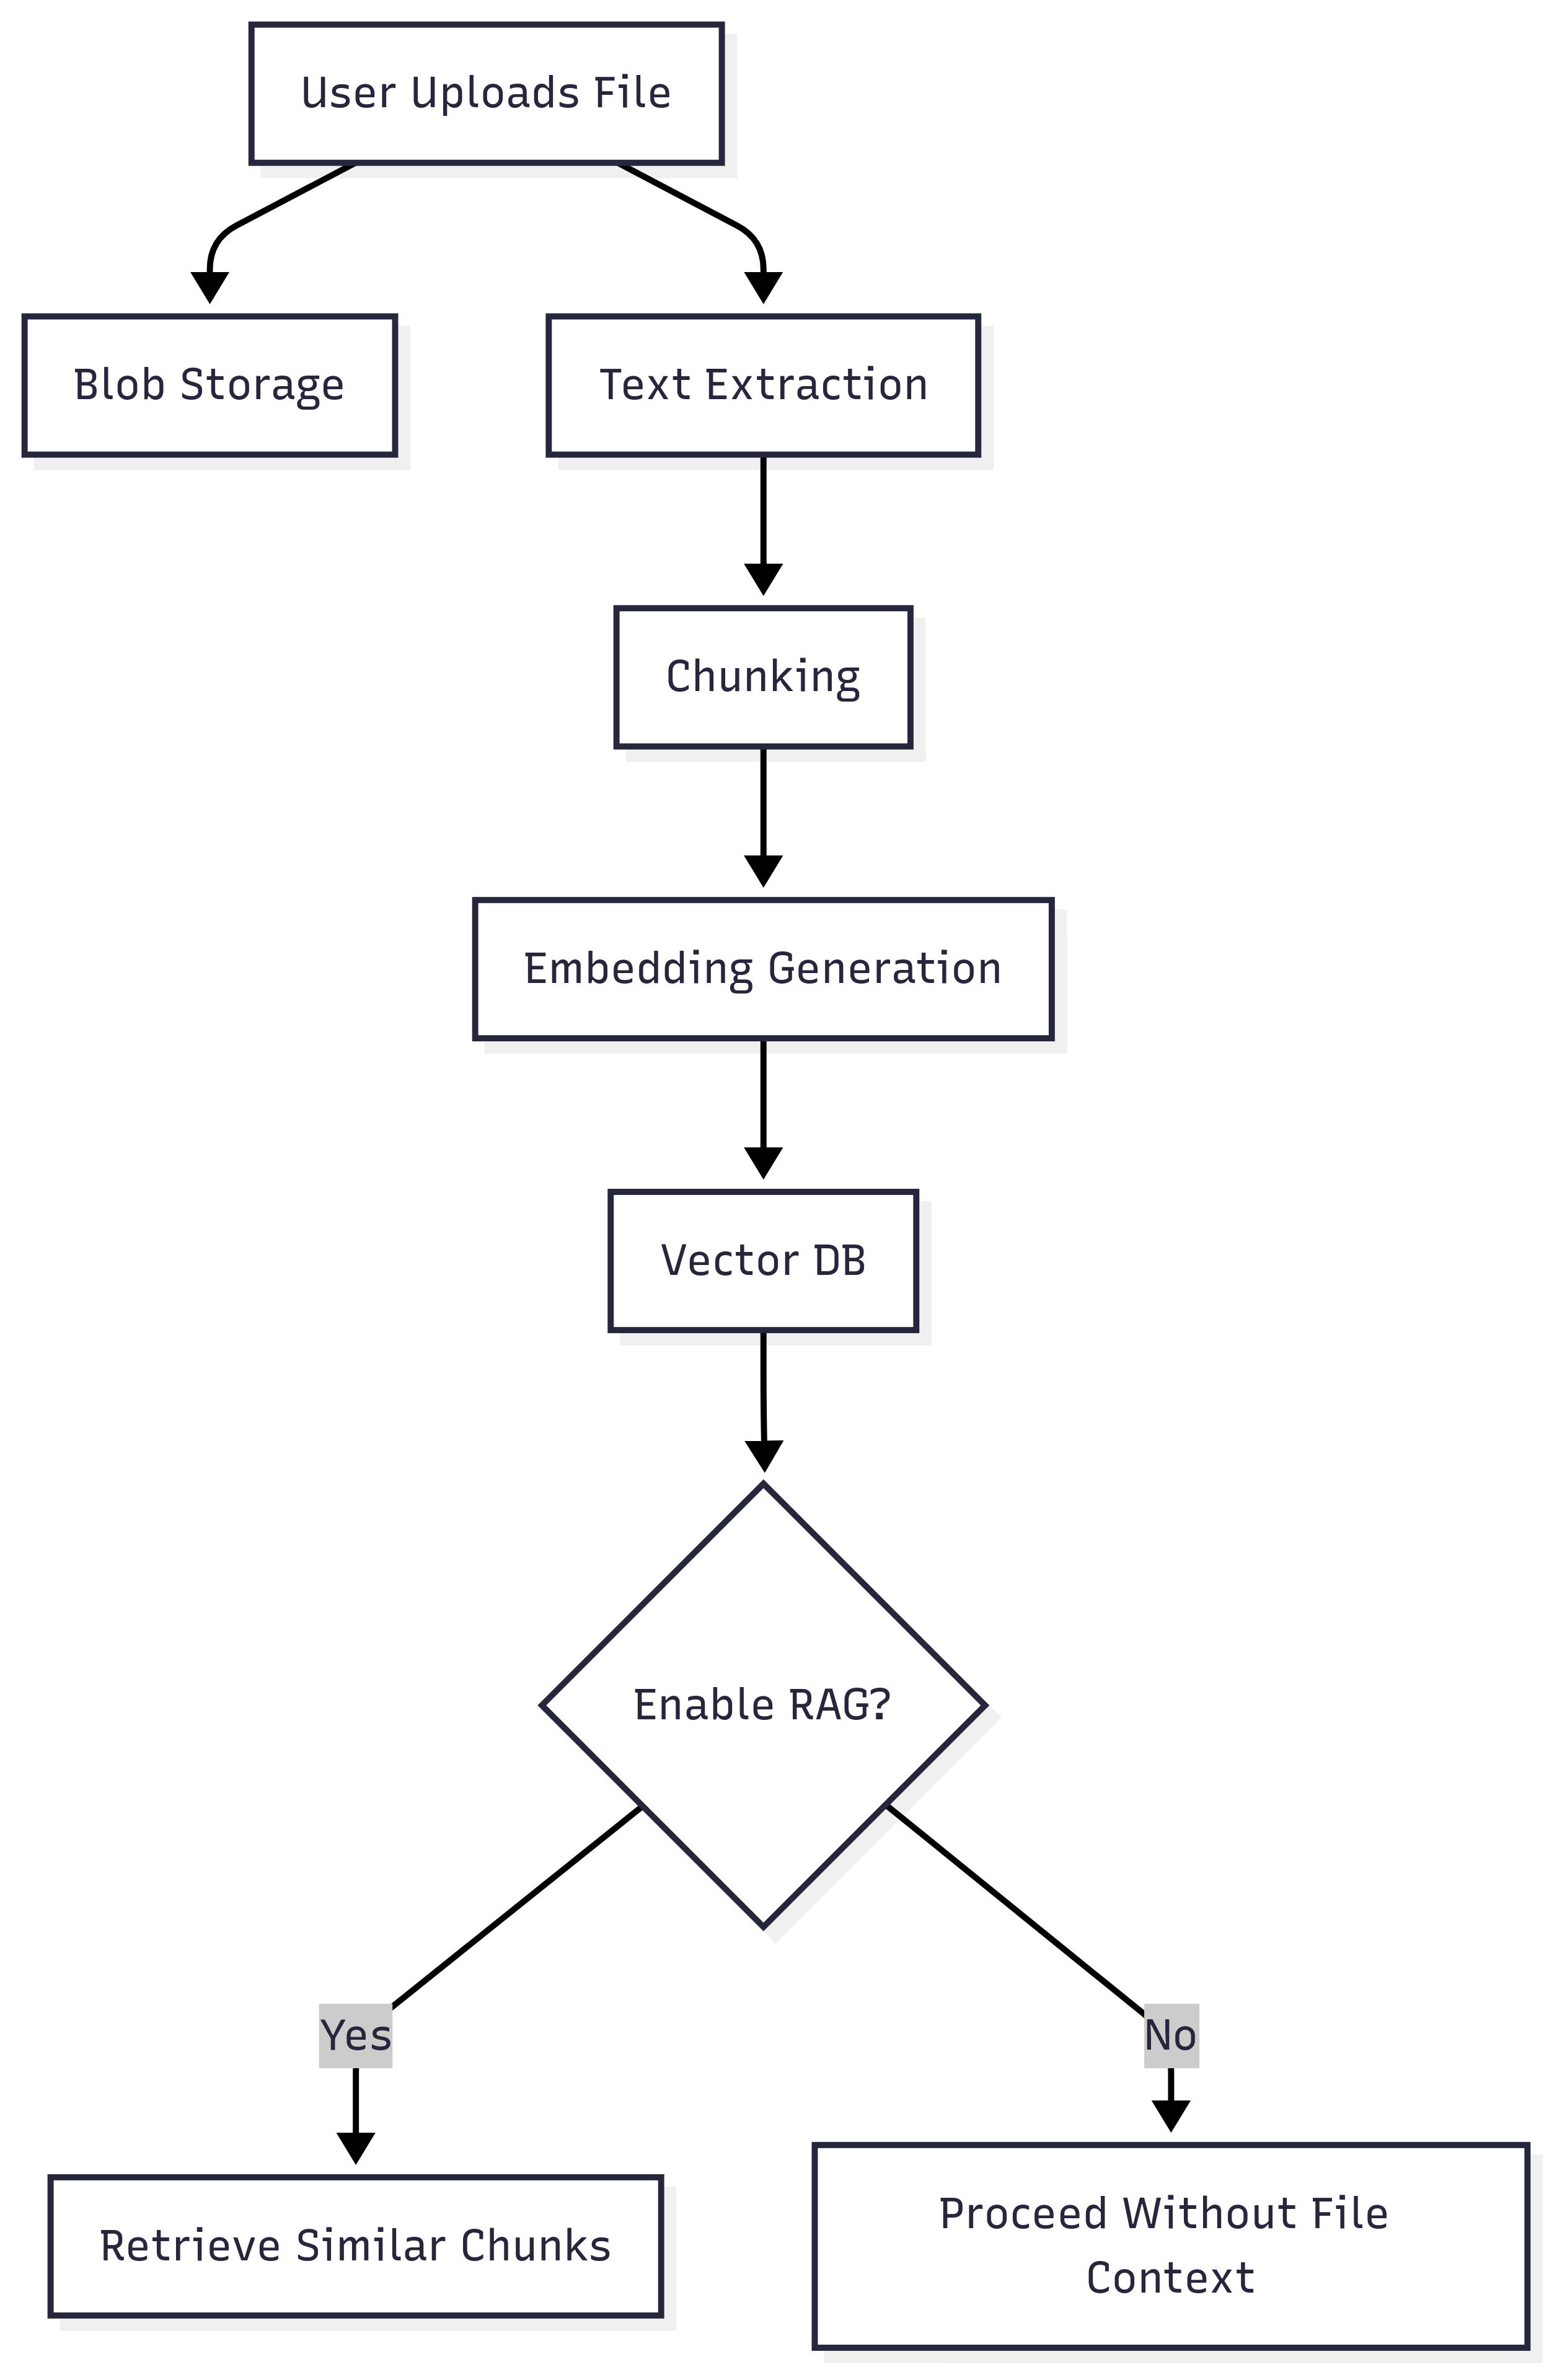 User Uploads File
Blob Storage
Text Extraction
Chunking
Embedding Generation
Vector DB
Enable RAG?
Yes
No
Retrieve Similar Chunks
Proceed Without File
Context